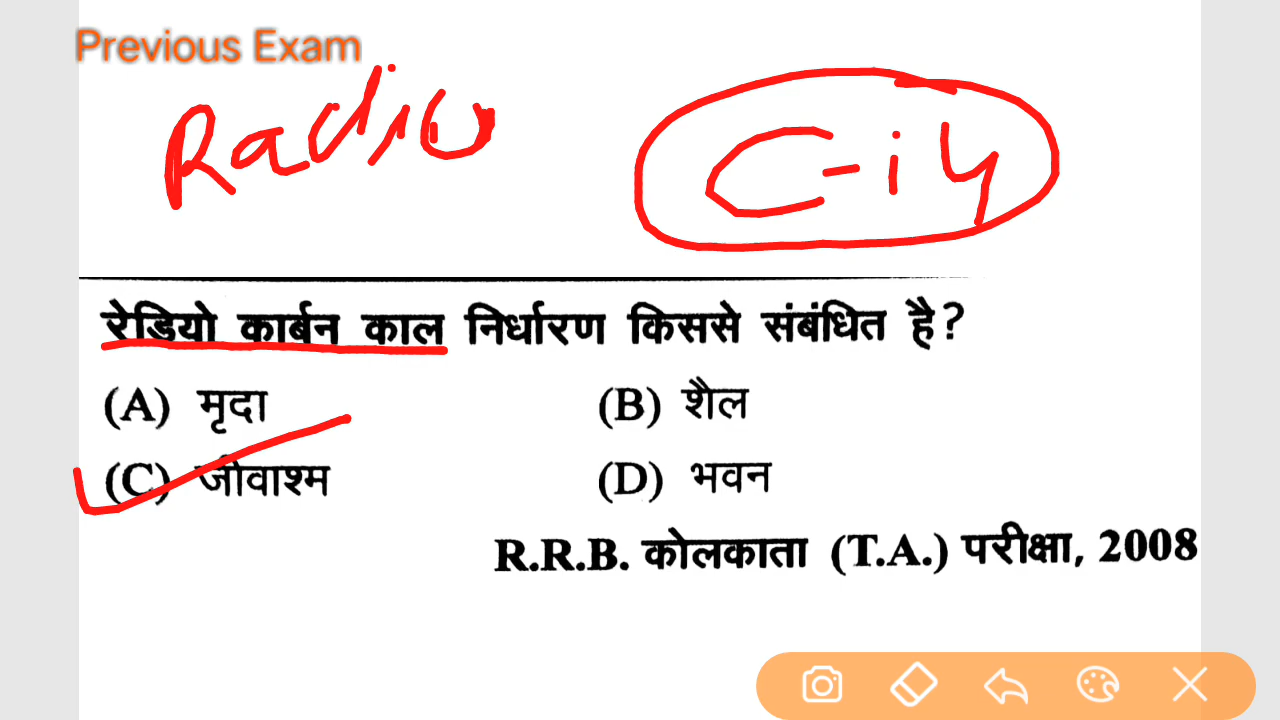 Previous Exam
Radio C-14
रेडियो कार्बन काल निर्धारण किससे संबंधित है?
(A) मृदा (B) शैल
(C) जीवाश्म (D) भवन
R.R.B. कोलकाता (T.A.) परीक्षा, 2008